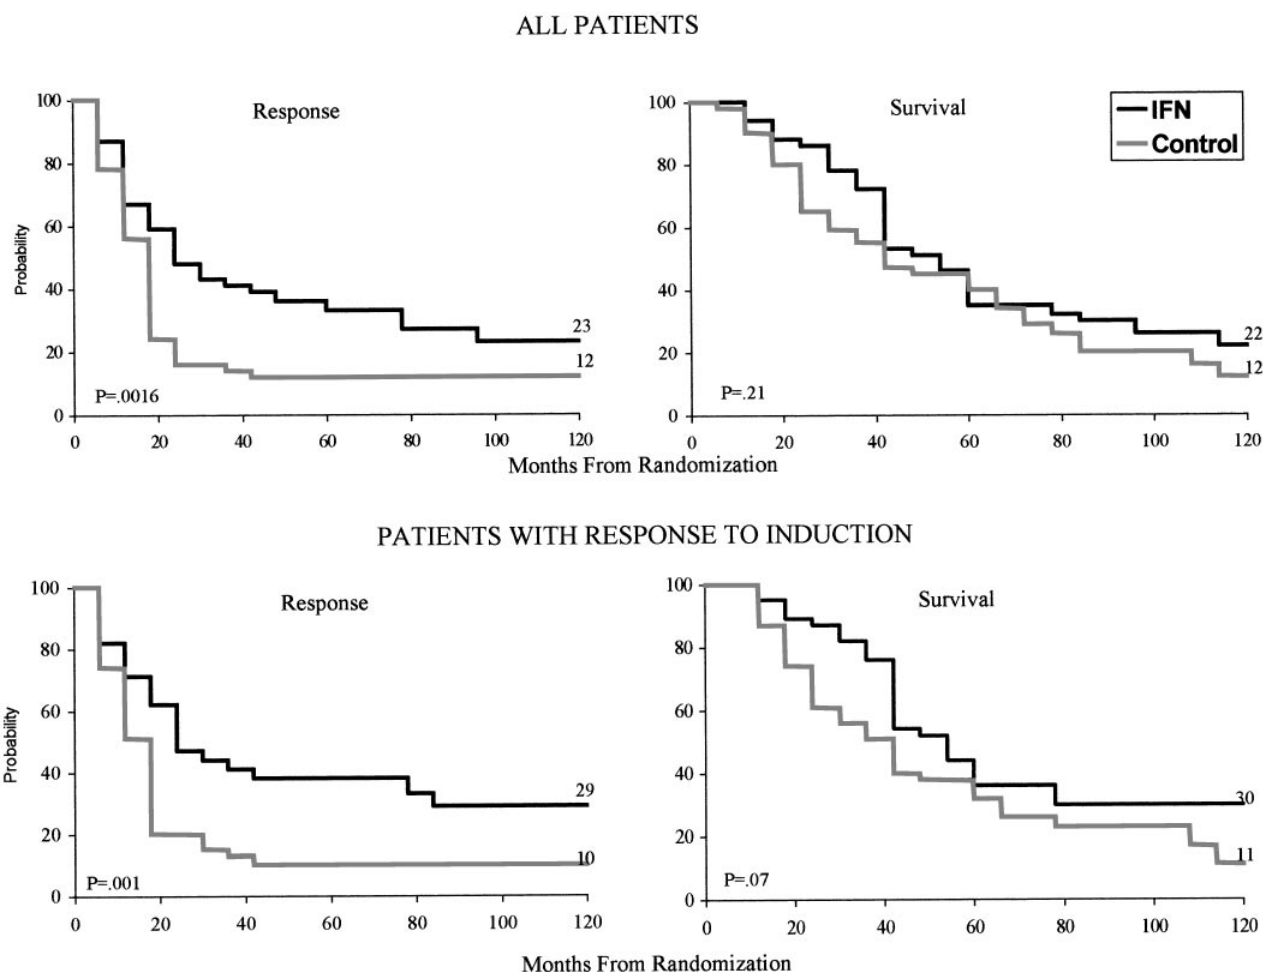 ALL PATIENTS
Response
Survival
IFN
Control
100
80
60
40
20
0
Probability
23
12
P=.0016
0 20 40 60 80 100 120
100
80
60
40
20
0
22
12
P=.21
0 20 40 60 80 100 120
Months From Randomization
PATIENTS WITH RESPONSE TO INDUCTION
Response
Survival
100
80
60
40
20
0
Probability
29
10
P=.001
0 20 40 60 80 100 120
100
80
60
40
20
0
30
11
P=.07
0 20 40 60 80 100 120
Months From Randomization